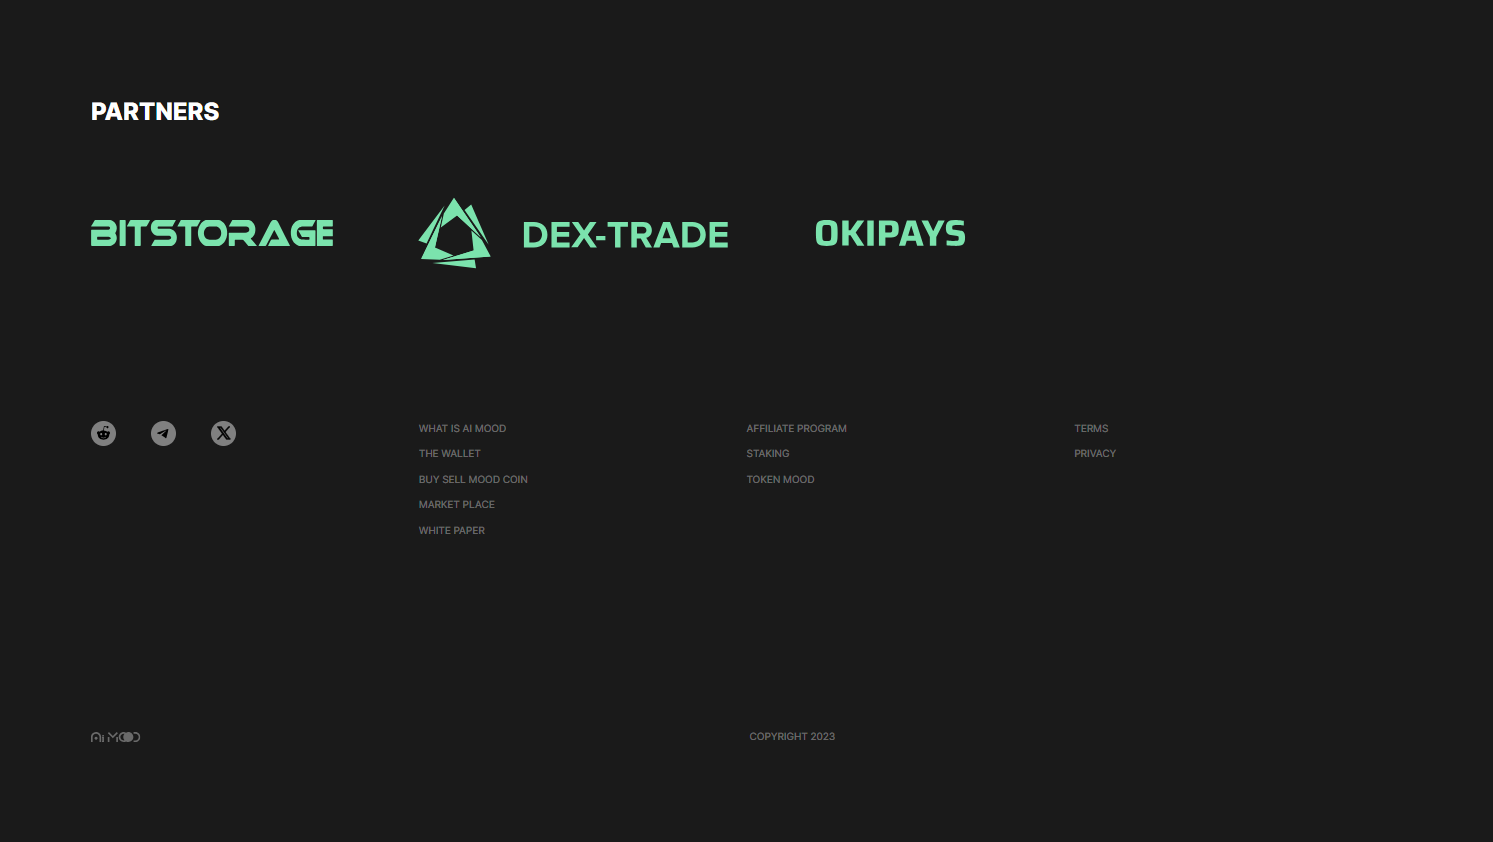 PARTNERS
BITSTORAGE
DEX-TRADE
OKIPAYS
WHAT IS AI MOOD
THE WALLET
BUY SELL MOOD COIN
MARKET PLACE
WHITE PAPER
AFFILIATE PROGRAM
STAKING
TOKEN MOOD
TERMS
PRIVACY
Ai MOOD
COPYRIGHT 2023